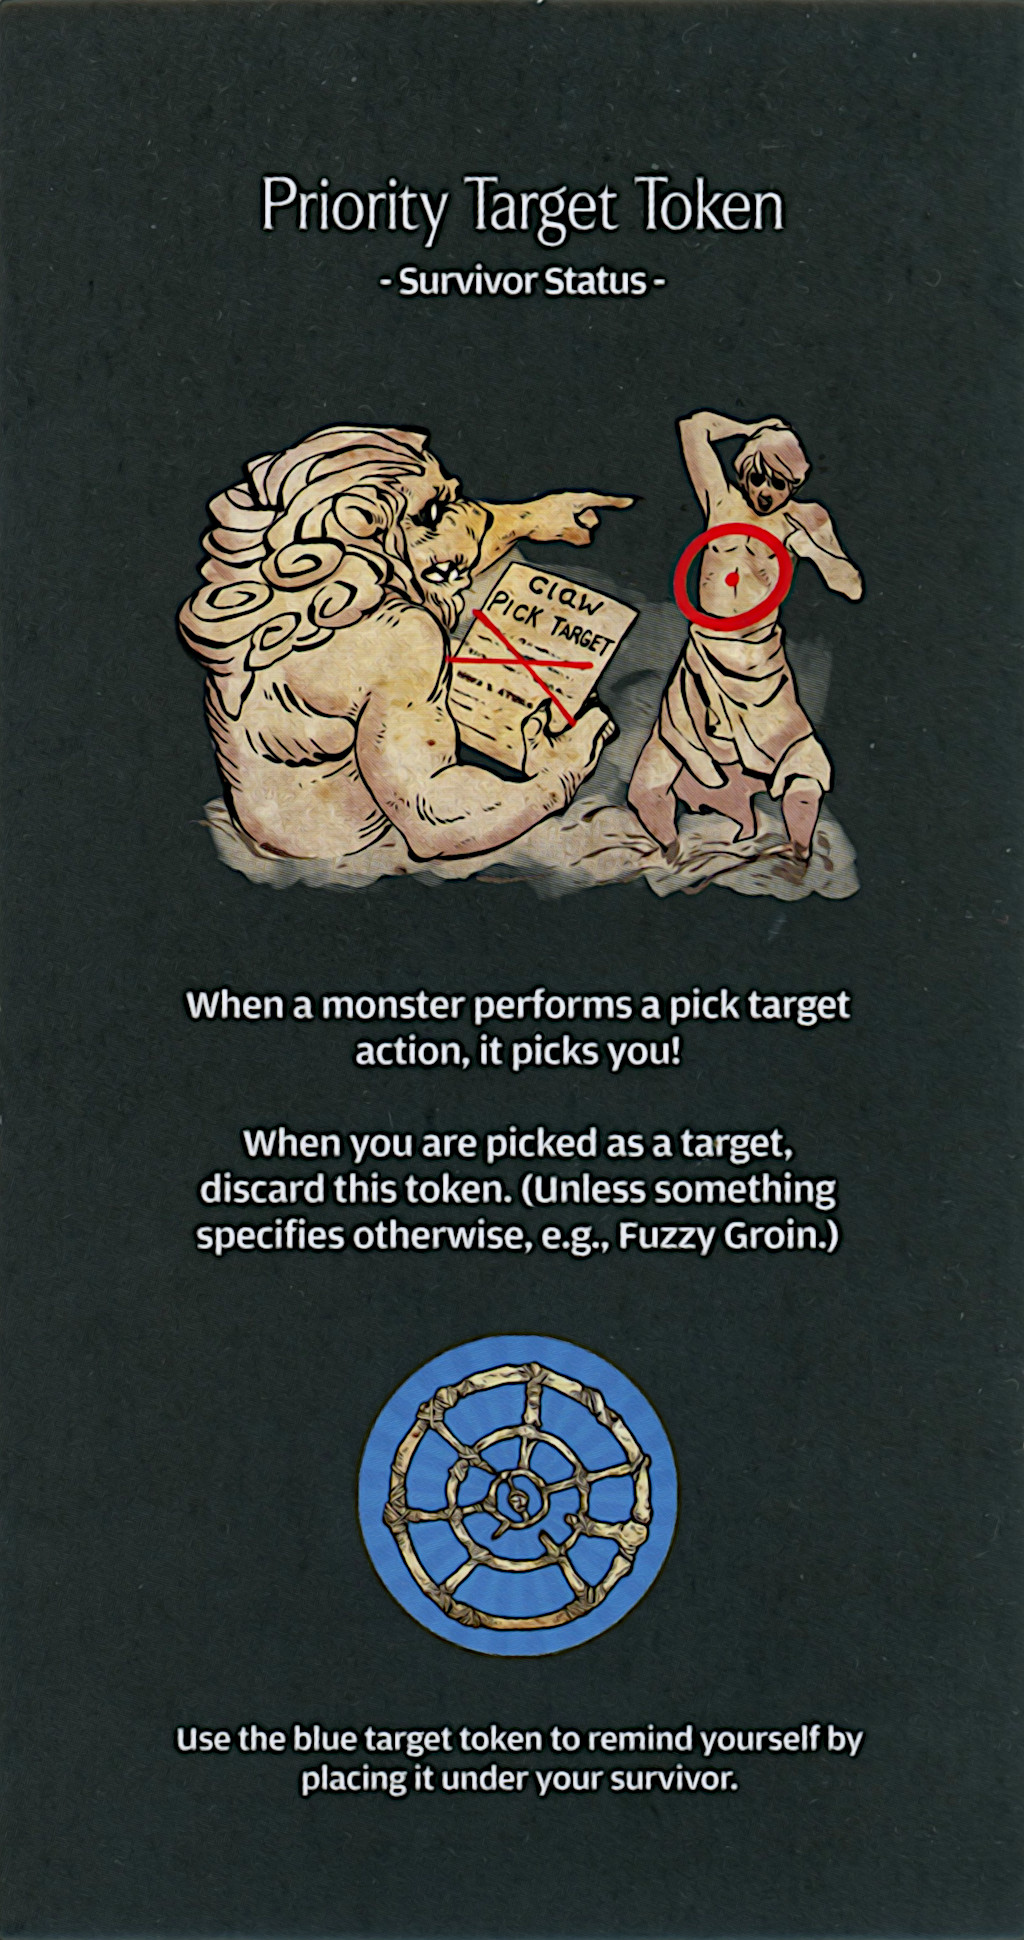 Priority Target Token
- Survivor Status -
Claw
PICK TARGET
When a monster performs a pick target
action, it picks you!
When you are picked as a target,
discard this token. (Unless something
specifies otherwise, e.g., Fuzzy Groin.)
Use the blue target token to remind yourself by
placing it under your survivor.